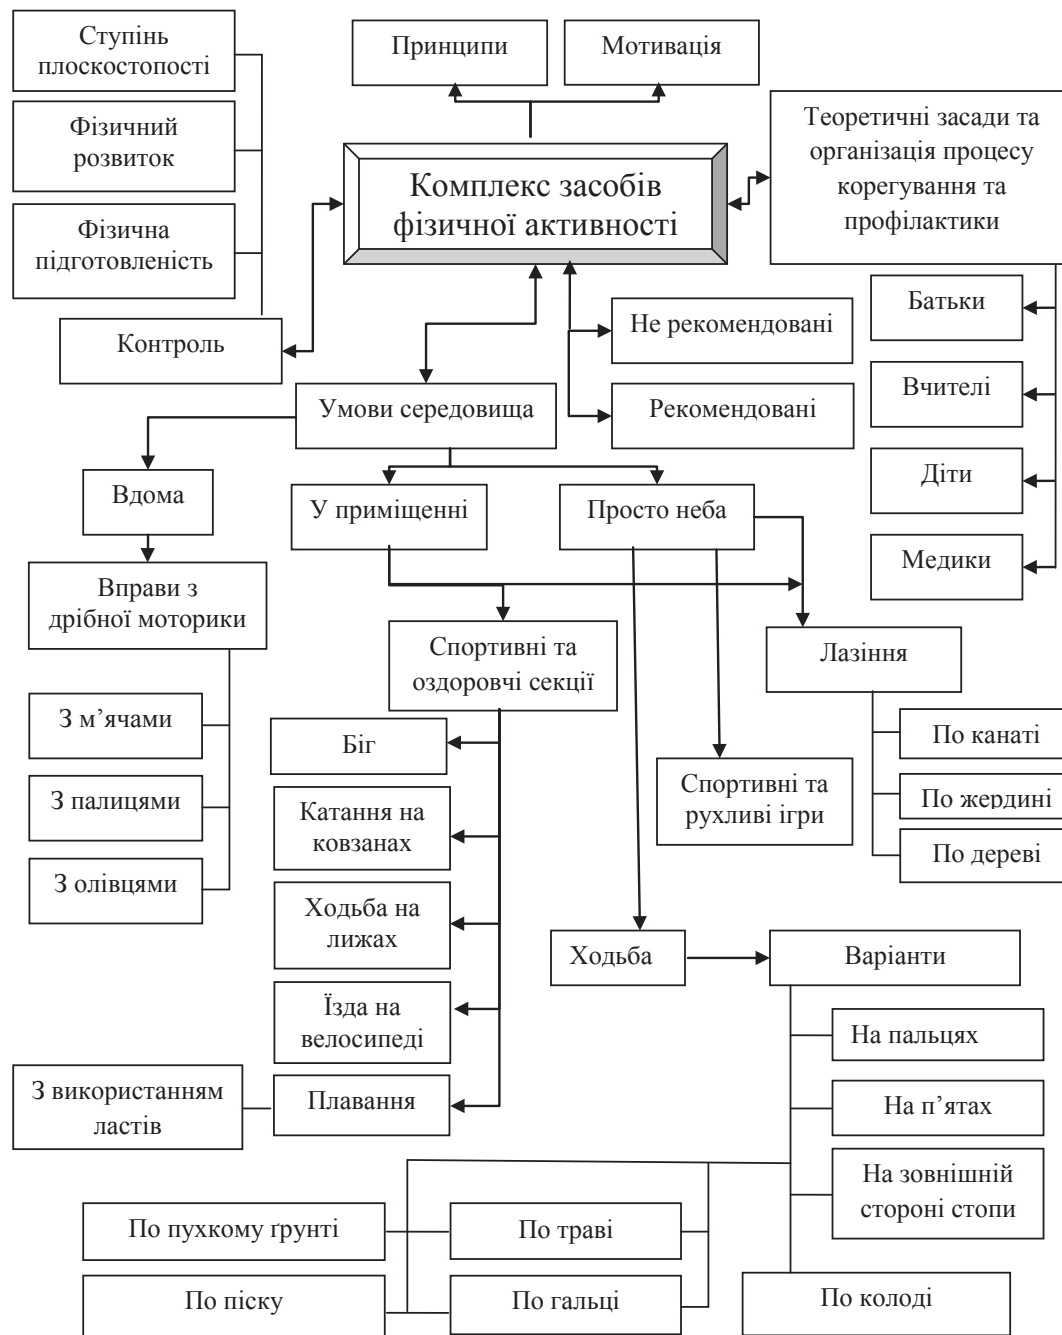 Ступінь
плоскостопості
Принципи
Мотивація
Фізичний
розвиток
Теоретичні засади та
організація процесу
корегування та
профілактики
Комплекс засобів
фізичної активності
Фізична
підготовленість
Контроль
Не рекомендовані
Рекомендовані
Батьки
Вчителі
Діти
Медики
Умови середовища
Вдома
У приміщенні
Просто неба
Вправи з
дрібної моторики
З м’ячами
З палицями
З олівцями
Спортивні та
оздоровчі секції
Лазіння
Біг
Катання на
ковзанах
Ходьба на
лижах
Їзда на
велосипеді
Плавання
З використанням
ластів
Спортивні та
рухливі ігри
По канаті
По жердині
По дереві
Ходьба
Варіанти
На пальцях
На п’ятах
На зовнішній
стороні стопи
По колоді
По пухкому ґрунті
По траві
По піску
По гальці